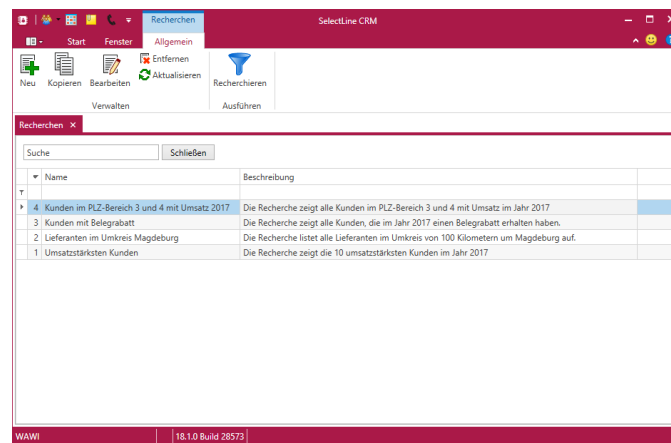 Recherchen
SelectLine CRM
Start Fenster Allgemein
Neu Kopieren Bearbeiten Entfernen Aktualisieren Recherchieren
Verwalten Ausführen
Recherchen
Suche Schließen
Name Beschreibung
4 Kunden im PLZ-Bereich 3 und 4 mit Umsatz 2017 Die Recherche zeigt alle Kunden im PLZ-Bereich 3 und 4 mit Umsatz im Jahr 2017
3 Kunden mit Belegrabatt Die Recherche zeigt alle Kunden, die im Jahr 2017 einen Belegrabatt erhalten haben.
2 Lieferanten im Umkreis Magdeburg Die Recherche listet alle Lieferanten im Umkreis von 100 Kilometern um Magdeburg auf.
1 Umsatzstärksten Kunden Die Recherche zeigt die 10 umsatzstärksten Kunden im Jahr 2017
WAWI 18.1.0 Build 28573